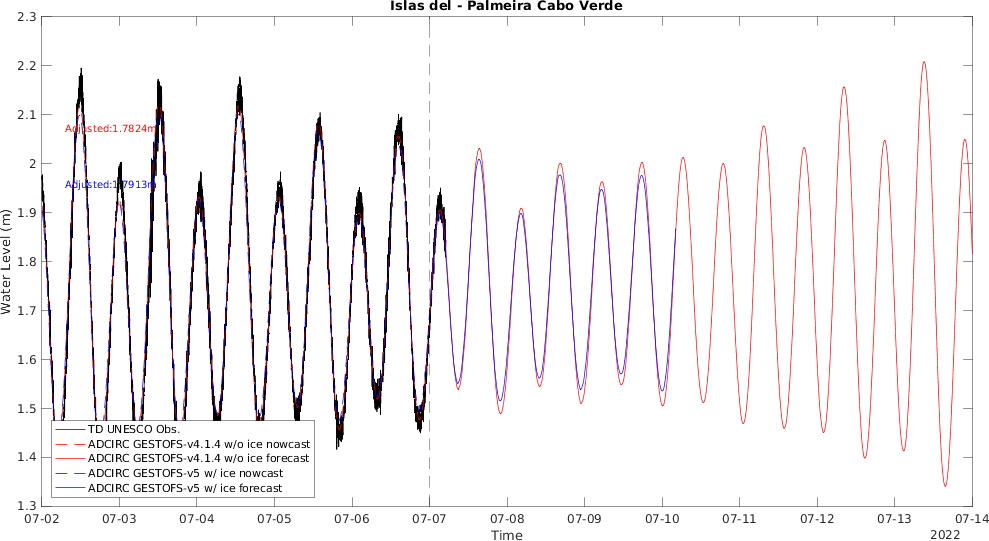 Islas del - Palmeira Cabo Verde
2.3
2.2
2.1
2
1.9
1.8
1.7
1.6
1.5
1.4
1.3
Water Level (m)
Adjusted:1.7824m
Adjusted:1.7913m
TD UNESCO Obs.
ADCIRC GESTOFS-v4.1.4 w/o ice nowcast
ADCIRC GESTOFS-v4.1.4 w/o ice forecast
ADCIRC GESTOFS-v5 w/ ice nowcast
ADCIRC GESTOFS-v5 w/ ice forecast
07-02 07-03 07-04 07-05 07-06 07-07 07-08 07-09 07-10 07-11 07-12 07-13 07-14
Time
2022